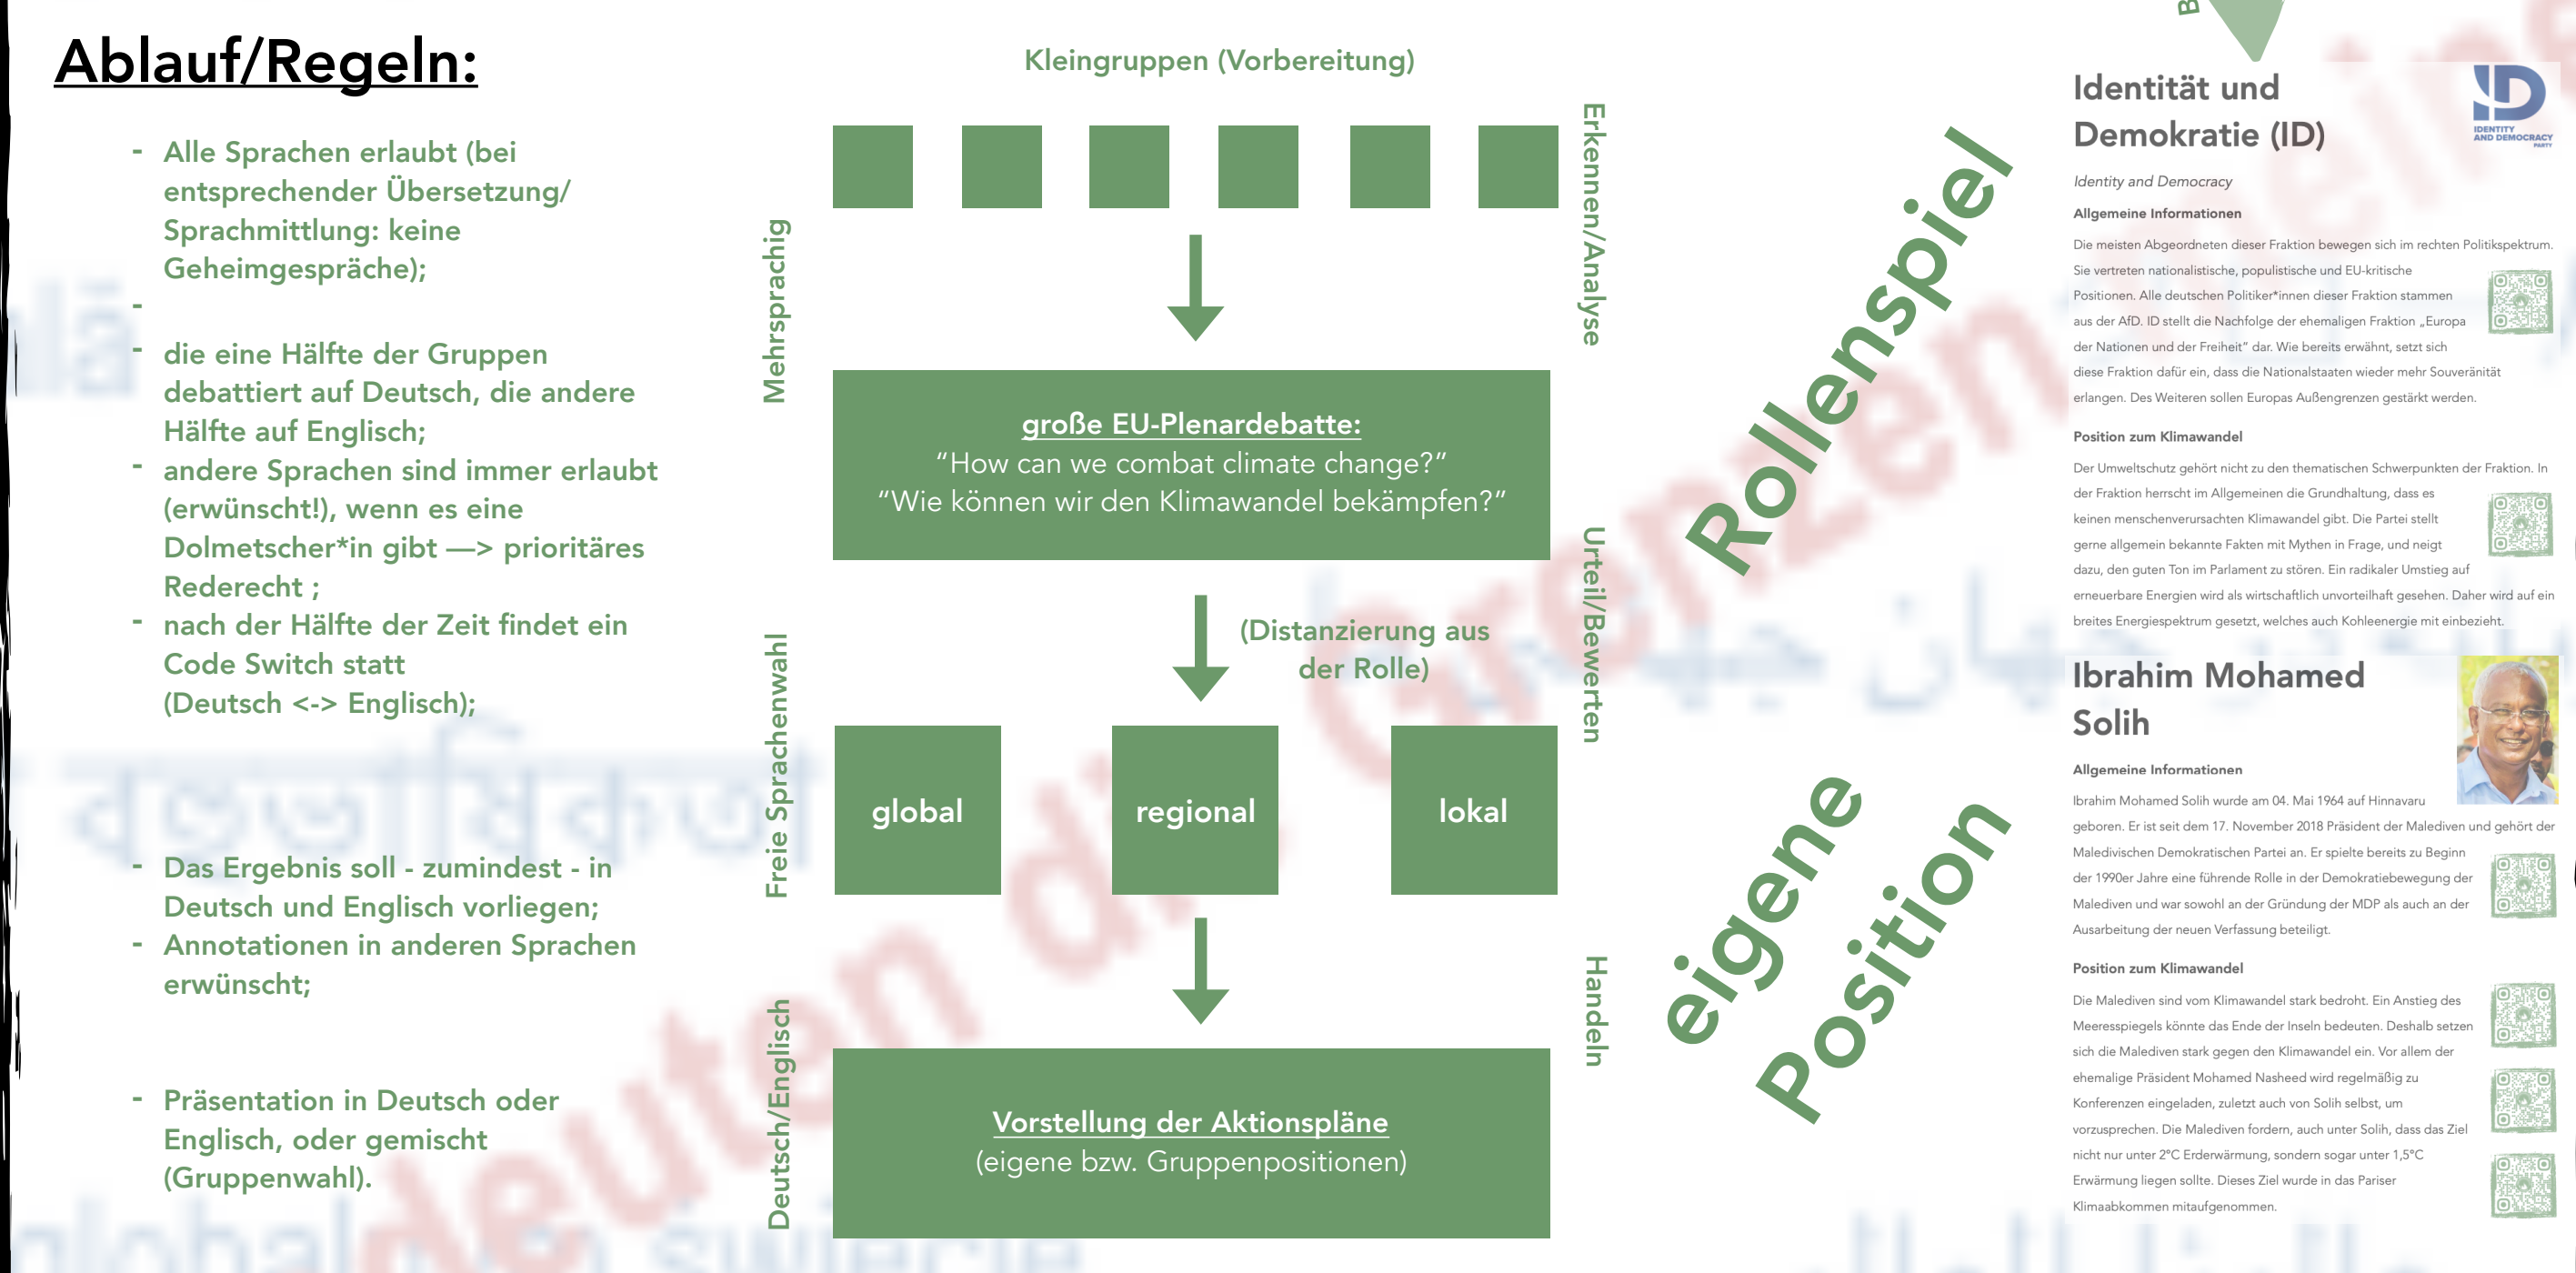 Ablauf/Regeln:
- Alle Sprachen erlaubt (bei
entsprechender Übersetzung/
Sprachmittlung: keine
Geheimgespräche);
-
- die eine Hälfte der Gruppen
debattiert auf Deutsch, die andere
Hälfte auf Englisch;
- andere Sprachen sind immer erlaubt
(erwünscht!), wenn es eine
Dolmetscher*in gibt —> prioritäres
Rederecht ;
- nach der Hälfte der Zeit findet ein
Code Switch statt
(Deutsch <-> Englisch);
- Das Ergebnis soll - zumindest - in
Deutsch und Englisch vorliegen;
- Annotationen in anderen Sprachen
erwünscht;
- Präsentation in Deutsch oder
Englisch, oder gemischt
(Gruppenwahl).
Mehrsprachig
Freie Sprachenwahl
Deutsch/Englisch
Kleingruppen (Vorbereitung)
große EU-Plenardebatte:
“How can we combat climate change?”
“Wie können wir den Klimawandel bekämpfen?”
(Distanzierung aus
der Rolle)
global
regional
lokal
Vorstellung der Aktionspläne
(eigene bzw. Gruppenpositionen)
Erkennen/Analyse
Urteil/Bewerten
Handeln
Rollenspiel
eigene
Position
B
Identität und
Demokratie (ID)
IDENTITY
AND DEMOCRACY
PARTY
Identity and Democracy
Allgemeine Informationen
Die meisten Abgeordneten dieser Fraktion bewegen sich im rechten Politikspektrum.
Sie vertreten nationalistische, populistische und EU-kritische
Positionen. Alle deutschen Politiker*innen dieser Fraktion stammen
aus der AfD. ID stellt die Nachfolge der ehemaligen Fraktion „Europa
der Nationen und der Freiheit“ dar. Wie bereits erwähnt, setzt sich
diese Fraktion dafür ein, dass die Nationalstaaten wieder mehr Souveränität
erlangen. Des Weiteren sollen Europas Außengrenzen gestärkt werden.
Position zum Klimawandel
Der Umweltschutz gehört nicht zu den thematischen Schwerpunkten der Fraktion. In
der Fraktion herrscht im Allgemeinen die Grundhaltung, dass es
keinen menschenverursachten Klimawandel gibt. Die Partei stellt
gerne allgemein bekannte Fakten mit Mythen in Frage, und neigt
dazu, den guten Ton im Parlament zu stören. Ein radikaler Umstieg auf
erneuerbare Energien wird als wirtschaftlich unvorteilhaft gesehen. Daher wird auf ein
breites Energiespektrum gesetzt, welches auch Kohleenergie mit einbezieht.
Ibrahim Mohamed
Solih
Allgemeine Informationen
Ibrahim Mohamed Solih wurde am 04. Mai 1964 auf Hinnavaru
geboren. Er ist seit dem 17. November 2018 Präsident der Malediven und gehört der
Maledivischen Demokratischen Partei an. Er spielte bereits zu Beginn
der 1990er Jahre eine führende Rolle in der Demokratiebewegung der
Malediven und war sowohl an der Gründung der MDP als auch an der
Ausarbeitung der neuen Verfassung beteiligt.
Position zum Klimawandel
Die Malediven sind vom Klimawandel stark bedroht. Ein Anstieg des
Meeresspiegels könnte das Ende der Inseln bedeuten. Deshalb setzen
sich die Malediven stark gegen den Klimawandel ein. Vor allem der
ehemalige Präsident Mohamed Nasheed wird regelmäßig zu
Konferenzen eingeladen, zuletzt auch von Solih selbst, um
vorzusprechen. Die Malediven fordern, auch unter Solih, dass das Ziel
nicht nur unter 2°C Erderwärmung, sondern sogar unter 1,5°C
Erwärmung liegen sollte. Dieses Ziel wurde in das Pariser
Klimaabkommen mitaufgenommen.